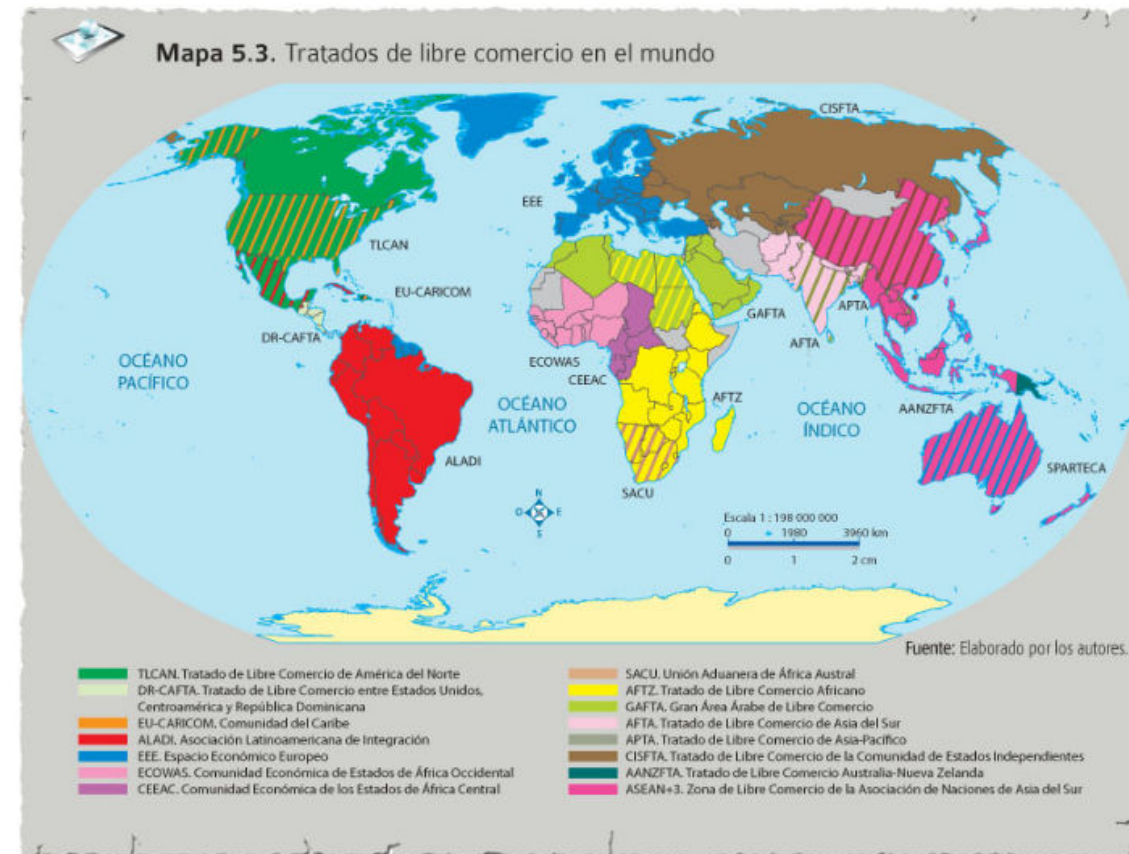 Mapa 5.3. Tratados de libre comercio en el mundo
CISFTA
EEE
TLCAN
EU-CARICOM
DR-CAFTA
GAFTA
APTA
AFTA
ECOWAS
CEEAC
OCÉANO
PACÍFICO
OCÉANO
ATLÁNTICO
AFTZ
OCÉANO
ÍNDICO
AANZFTA
ALADI
SPARTECA
SACU
N
O E
S
Escala 1 : 198 000 000
0 1980 3960 km
0 1 2 cm
Fuente: Elaborado por los autores.
TLCAN. Tratado de Libre Comercio de América del Norte
DR-CAFTA. Tratado de Libre Comercio entre Estados Unidos,
Centroamérica y República Dominicana
EU-CARICOM. Comunidad del Caribe
ALADI. Asociación Latinoamericana de Integración
EEE. Espacio Económico Europeo
ECOWAS. Comunidad Económica de Estados de África Occidental
CEEAC. Comunidad Económica de los Estados de África Central
SACU. Unión Aduanera de África Austral
AFTZ. Tratado de Libre Comercio Africano
GAFTA. Gran Área Árabe de Libre Comercio
AFTA. Tratado de Libre Comercio de Asia del Sur
APTA. Tratado de Libre Comercio de Asia-Pacífico
CISFTA. Tratado de Libre Comercio de la Comunidad de Estados Independientes
AANZFTA. Tratado de Libre Comercio Australia-Nueva Zelanda
ASEAN+3. Zona de Libre Comercio de la Asociación de Naciones de Asia del Sur